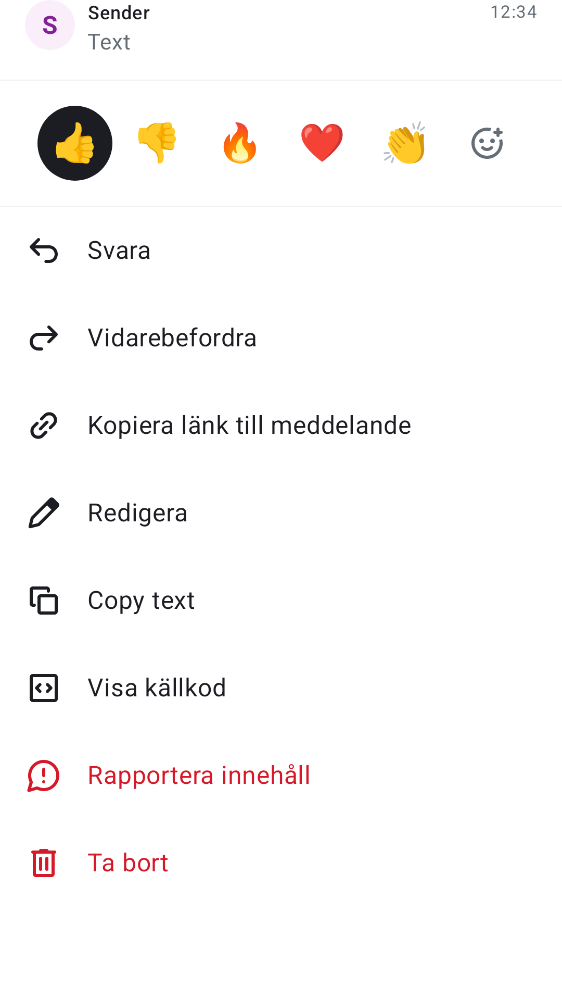 S
Sender
12:34
Text
Svara
Vidarebefordra
Kopiera länk till meddelande
Redigera
Copy text
Visa källkod
Rapportera innehåll
Ta bort